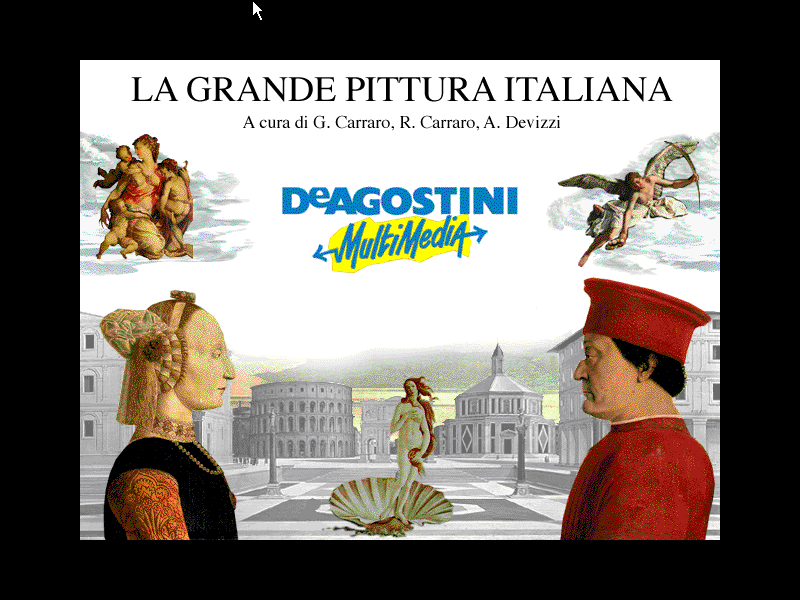 LA GRANDE PITTURA ITALIANA
A cura di G. Carraro, R. Carraro, A. Devizzi
DeAGOSTINI
MultiMediA